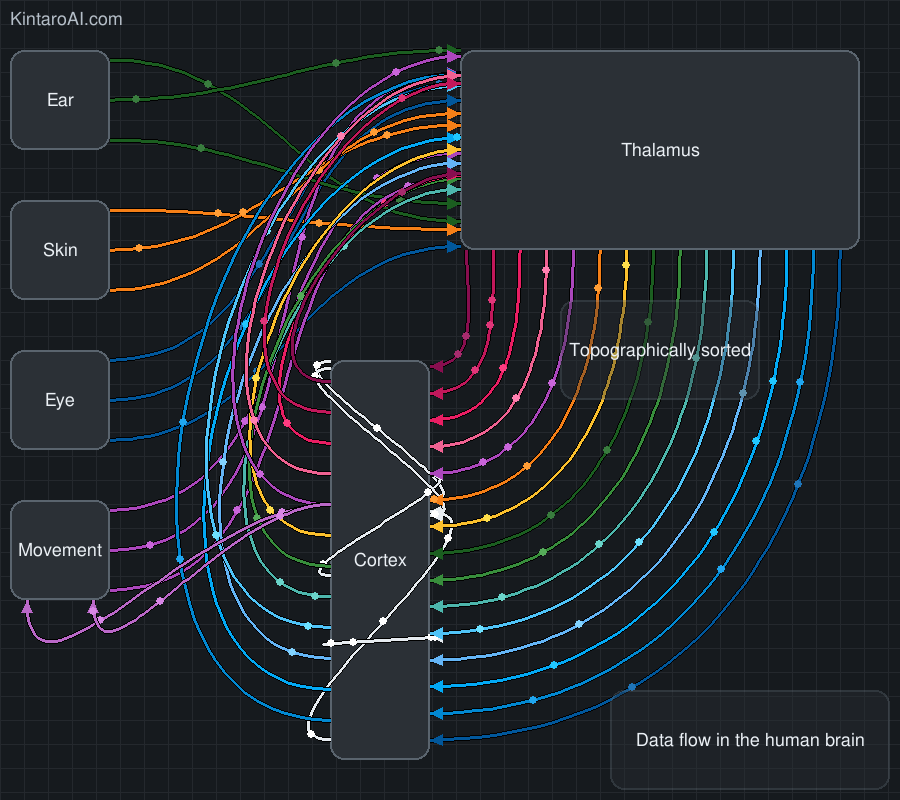 KintaroAI.com
Ear
Thalamus
Skin
Eye
Topographically sorted
Movement
Cortex
Data flow in the human brain